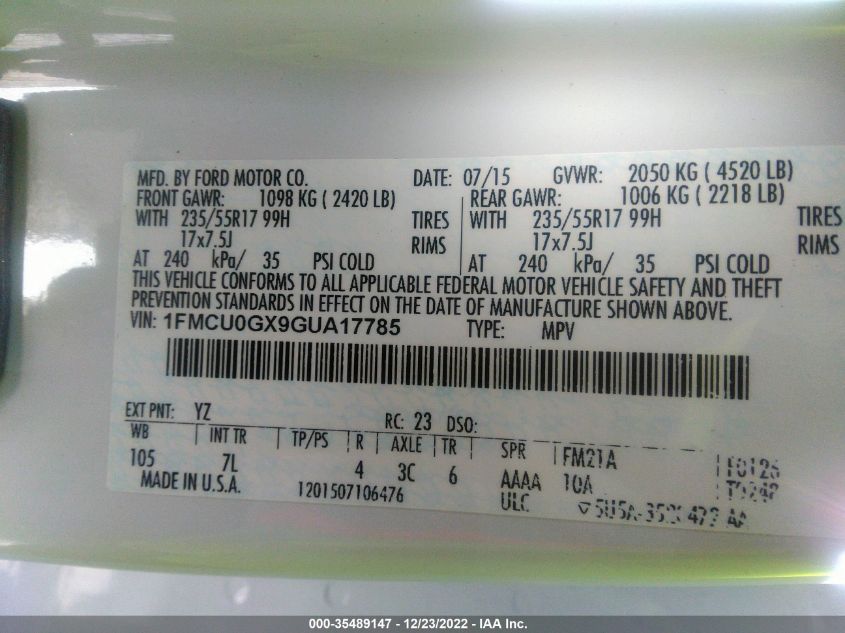 MFD. BY FORD MOTOR CO. DATE: 07/15 GVWR: 2050 KG ( 4520 LB)
FRONT GAWR: 1098 KG ( 2420 LB) REAR GAWR: 1006 KG ( 2218 LB)
WITH 235/55R17 99H TIRES WITH 235/55R17 99H TIRES
17x7.5J RIMS 17x7.5J RIMS
AT 240 kPa/ 35 PSI COLD AT 240 kPa/ 35 PSI COLD
THIS VEHICLE CONFORMS TO ALL APPLICABLE FEDERAL MOTOR VEHICLE SAFETY AND THEFT
PREVENTION STANDARDS IN EFFECT ON THE DATE OF MANUFACTURE SHOWN ABOVE.
VIN: 1FMCU0GX9GUA17785 TYPE: MPV
EXT PNT: YZ RC: 23 DSO:
WB INT TR TP/PS R AXLE TR SPR FM21A
105 7L 4 3C 6 AAAA 10A
MADE IN U.S.A. 1201507106476 ULC
000-35489147 - 12/23/2022 - IAA Inc.